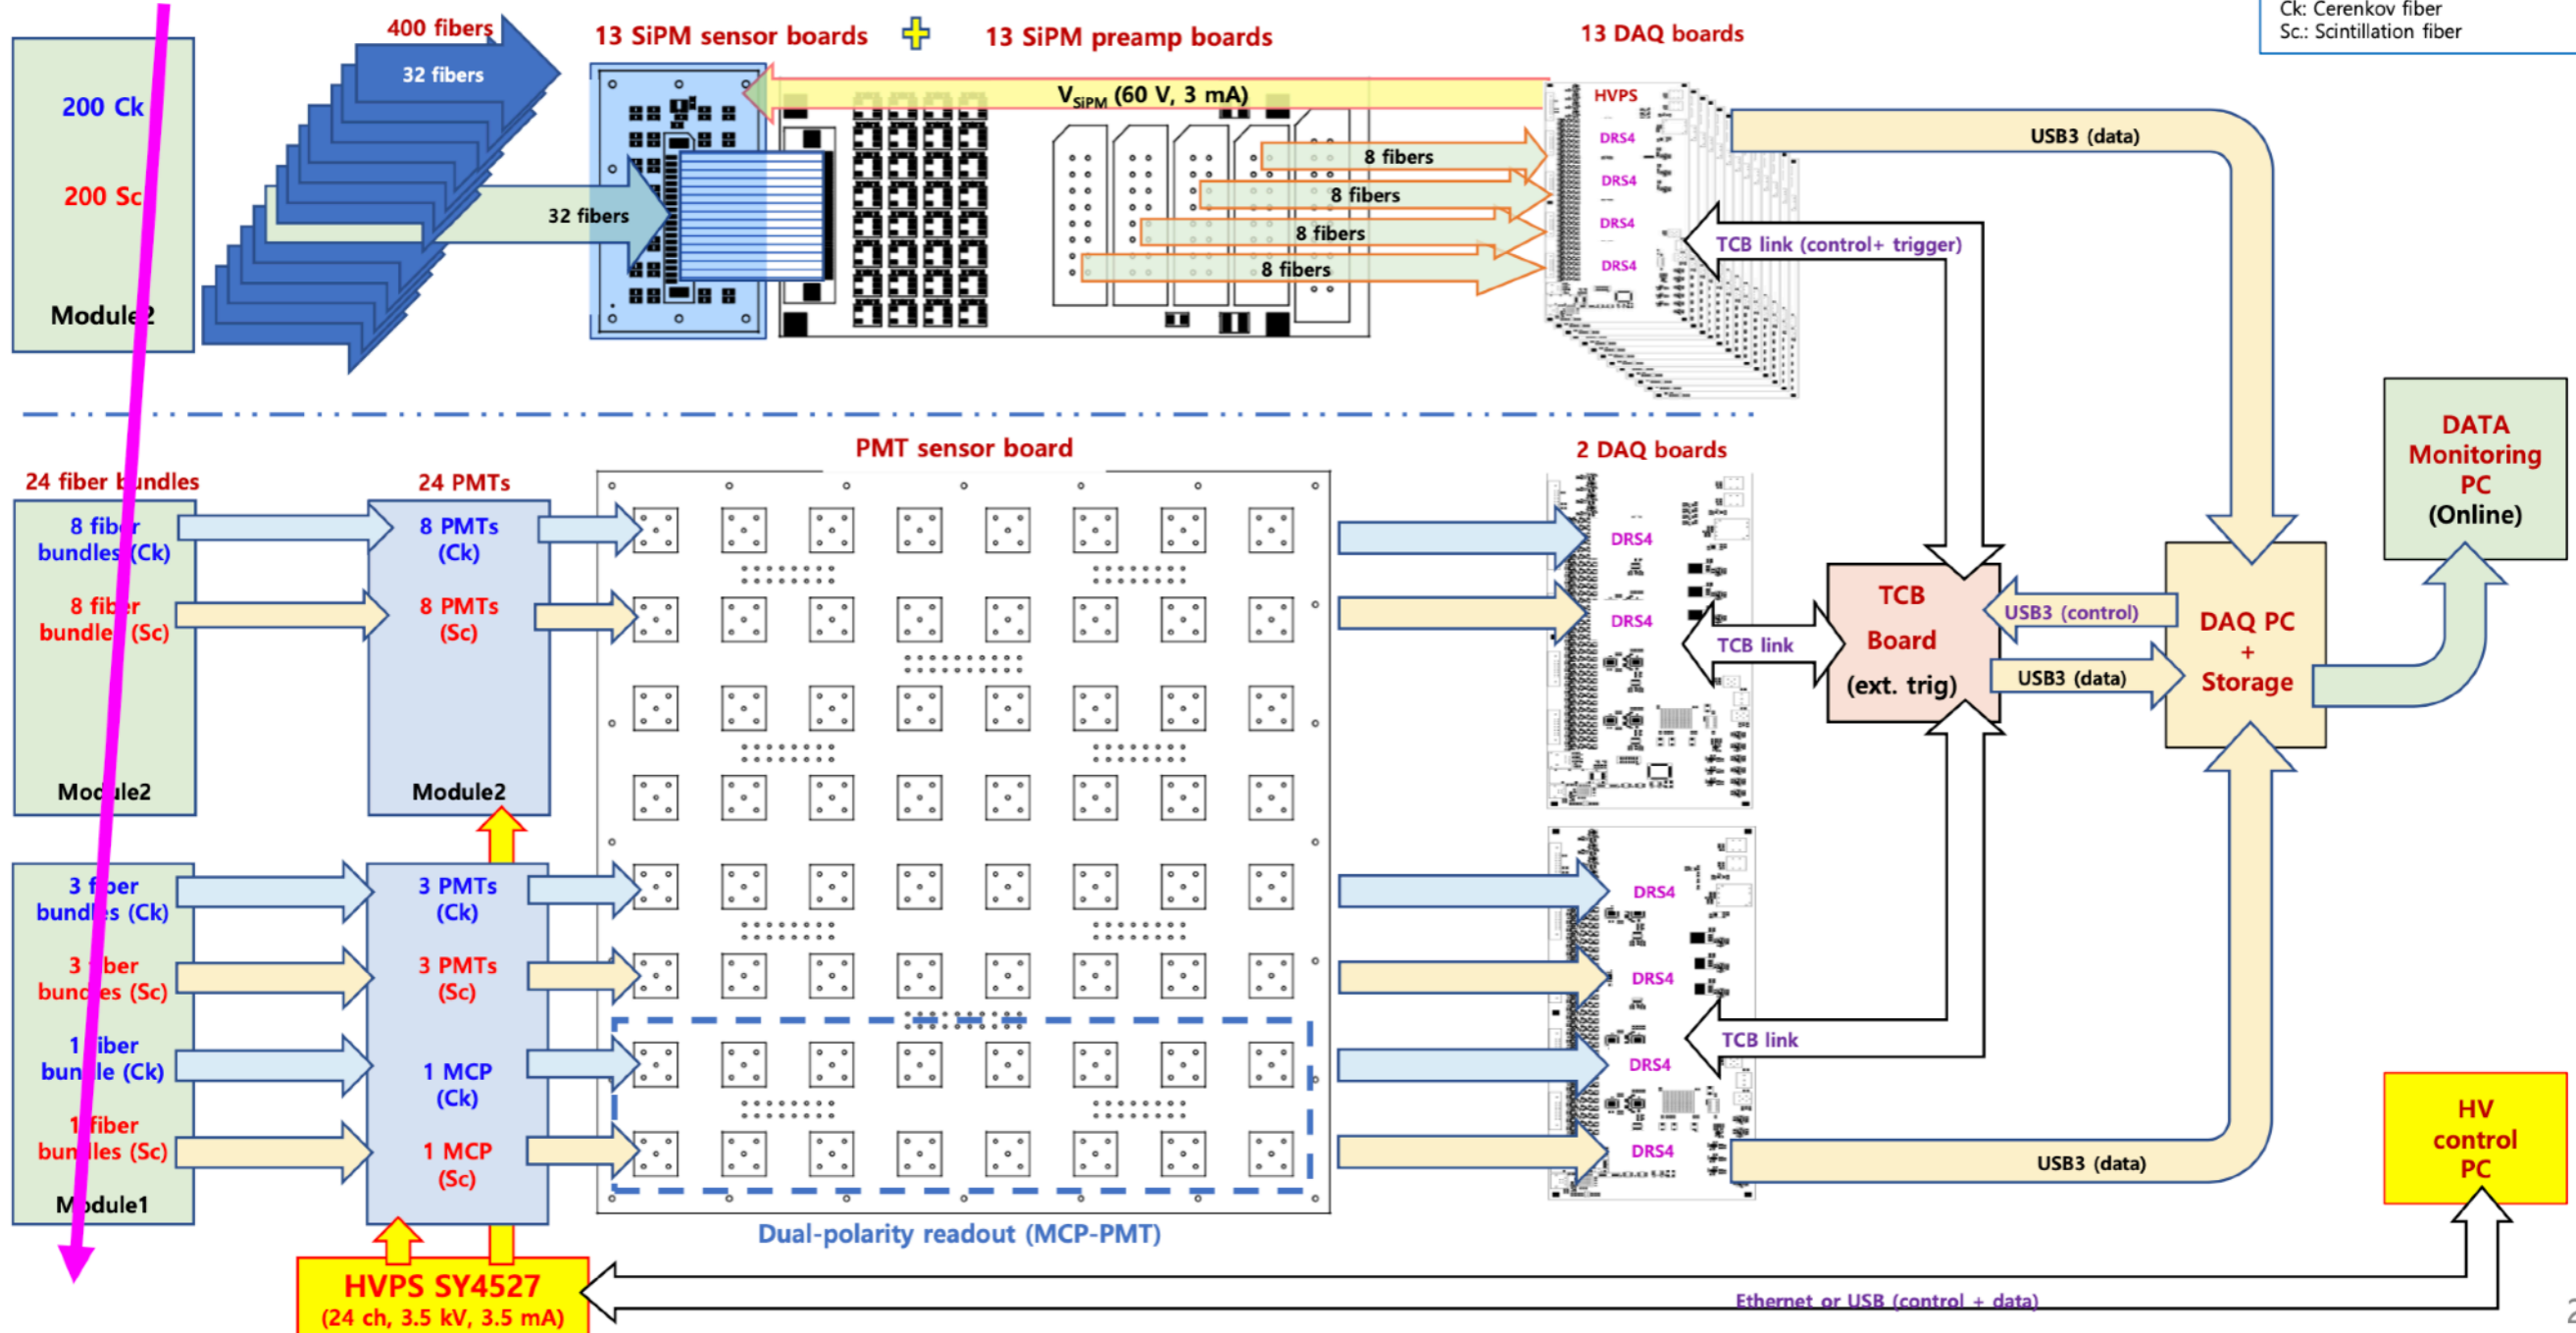 Ck: Cerenkov fiber
Sc.: Scintillation fiber
400 fibers
13 SiPM sensor boards
13 SiPM preamp boards
13 DAQ boards
200 Ck
200 Sc
Module2
32 fibers
32 fibers
VSiPM (60 V, 3 mA)
8 fibers
8 fibers
8 fibers
8 fibers
HVPS
DRS4
DRS4
DRS4
DRS4
USB3 (data)
TCB link (control+ trigger)
24 fiber bundles
24 PMTs
PMT sensor board
2 DAQ boards
8 fiber
bundles (Ck)
8 fiber
bundles (Sc)
Module2
8 PMTs
(Ck)
8 PMTs
(Sc)
Module2
DRS4
DRS4
TCB link
TCB
Board
(ext. trig)
USB3 (control)
USB3 (data)
DAQ PC
+
Storage
DATA
Monitoring
PC
(Online)
3 fiber
bundles (Ck)
3 fiber
bundles (Sc)
1 fiber
bundle (Ck)
1 fiber
bundles (Sc)
Module1
3 PMTs
(Ck)
3 PMTs
(Sc)
1 MCP
(Ck)
1 MCP
(Sc)
DRS4
DRS4
DRS4
DRS4
TCB link
USB3 (data)
Dual-polarity readout (MCP-PMT)
HVPS SY4527
(24 ch, 3.5 kV, 3.5 mA)
Ethernet or USB (control + data)
HV
control
PC